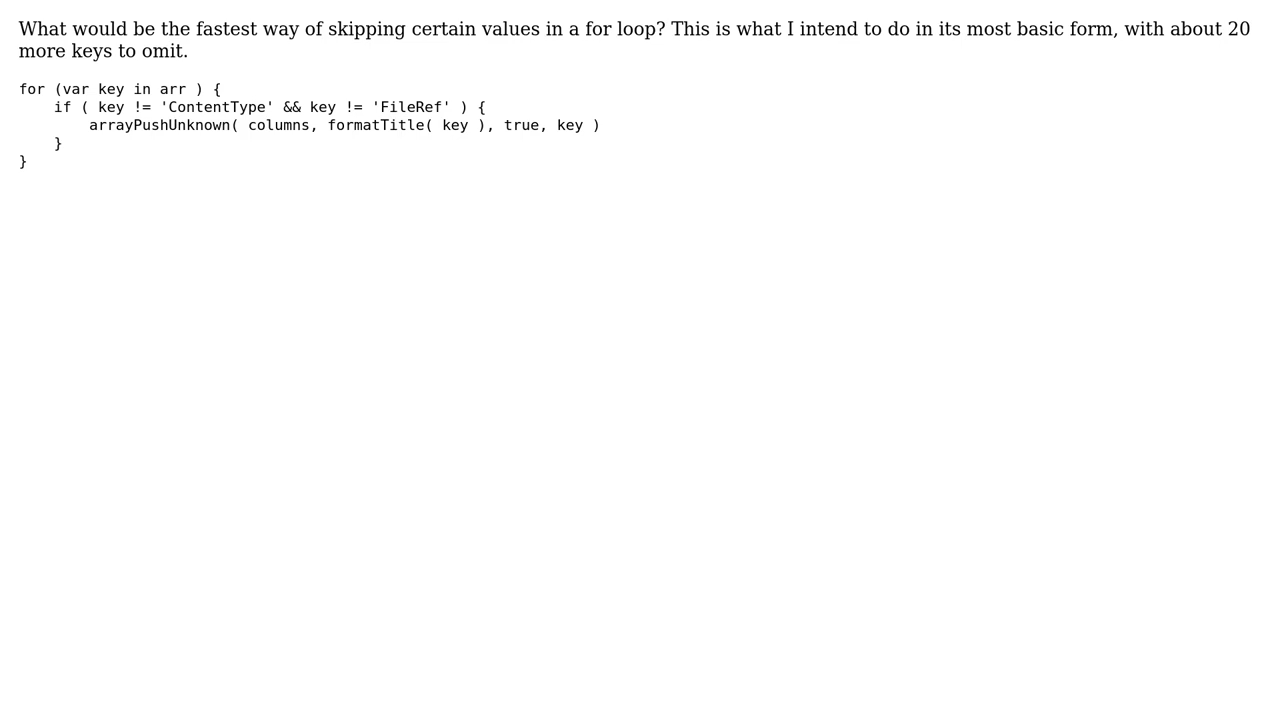 What would be the fastest way of skipping certain values in a for loop? This is what I intend to do in its most basic form, with about 20
more keys to omit.
for (var key in arr ) {
    if ( key != 'ContentType' && key != 'FileRef' ) {
        arrayPushUnknown( columns, formatTitle( key ), true, key )
    }
}